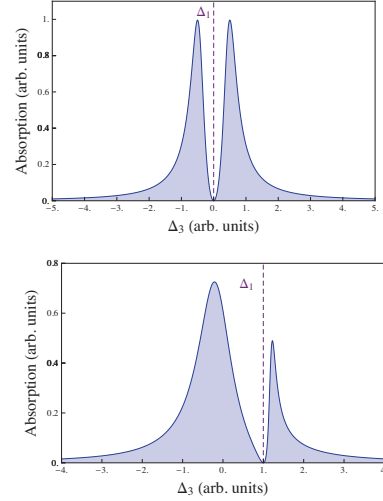 Δ1
1.
0.8
0.6
0.4
0.2
0.
Absorption (arb. units)
-5. -4. -3. -2. -1. 0. 1. 2. 3. 4. 5.
Δ3 (arb. units)
0.8
Δ1
0.6
0.4
0.2
0.
Absorption (arb. units)
-4. -3. -2. -1. 0. 1. 2. 3. 4.
Δ3 (arb. units)